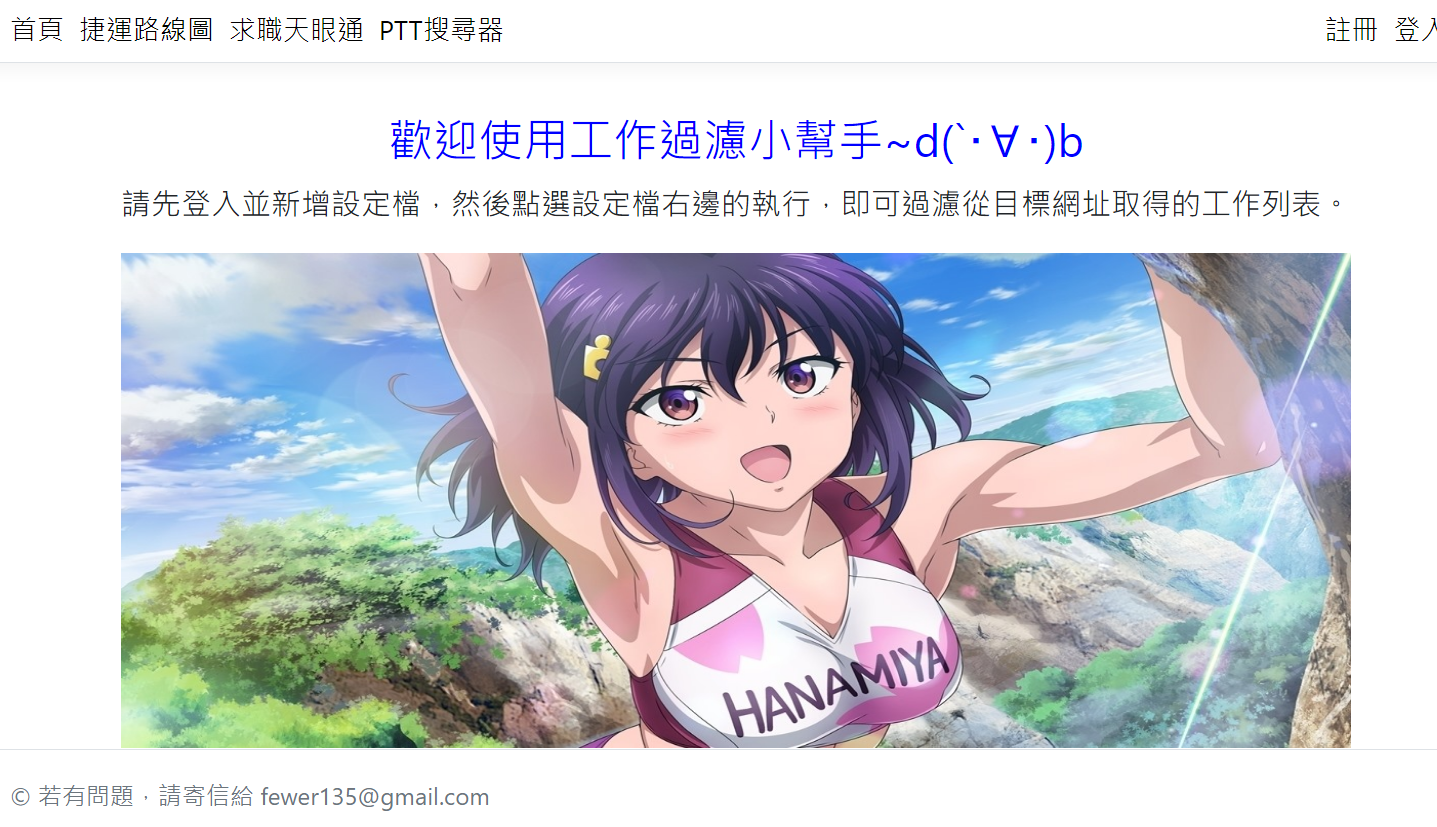 首頁 捷運路線圖 求職天眼通 PTT搜尋器 註冊 登入
歡迎使用工作過濾小幫手~d(`･∀･)b
請先登入並新增設定檔，然後點選設定檔右邊的執行，即可過濾從目標網址取得的工作列表。
HANAMIYA
© 若有問題，請寄信給 fewer135@gmail.com